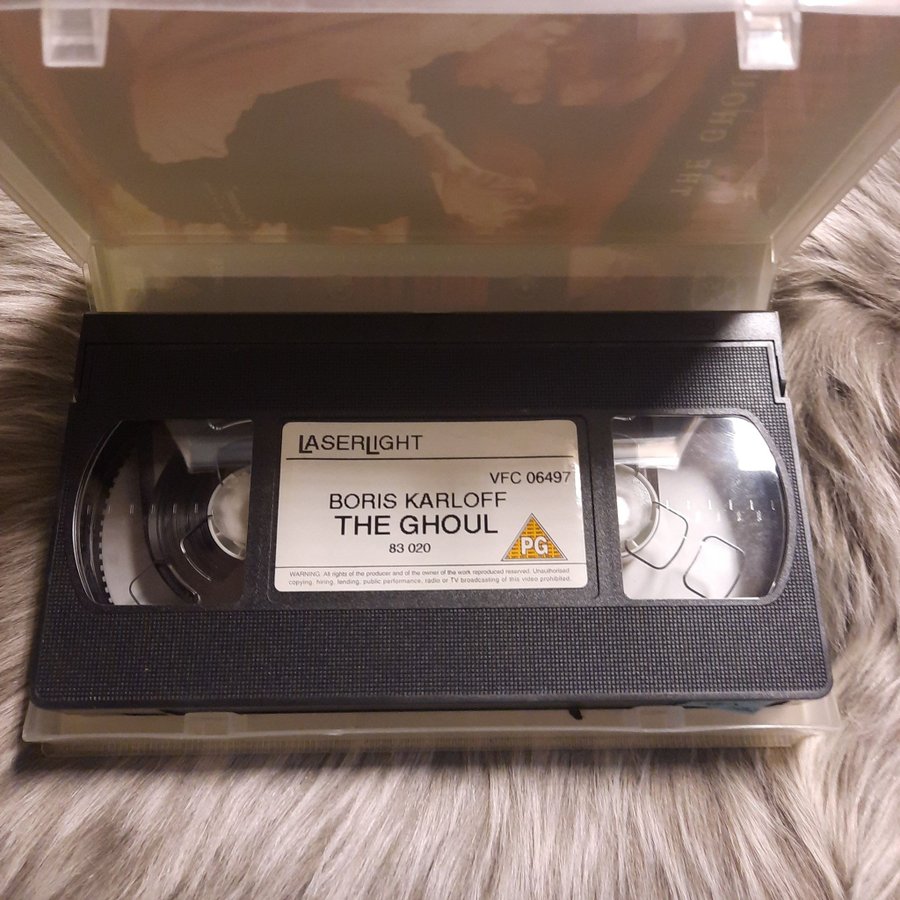 THE GHOUL
LASERLIGHT
VFC 06497
BORIS KARLOFF
THE GHOUL
83 020
PG
WARNING: All rights of the producer and of the owner of the work reproduced reserved. Unauthorised
copying, hiring, lending, public performance, radio or TV broadcasting of this video prohibited.